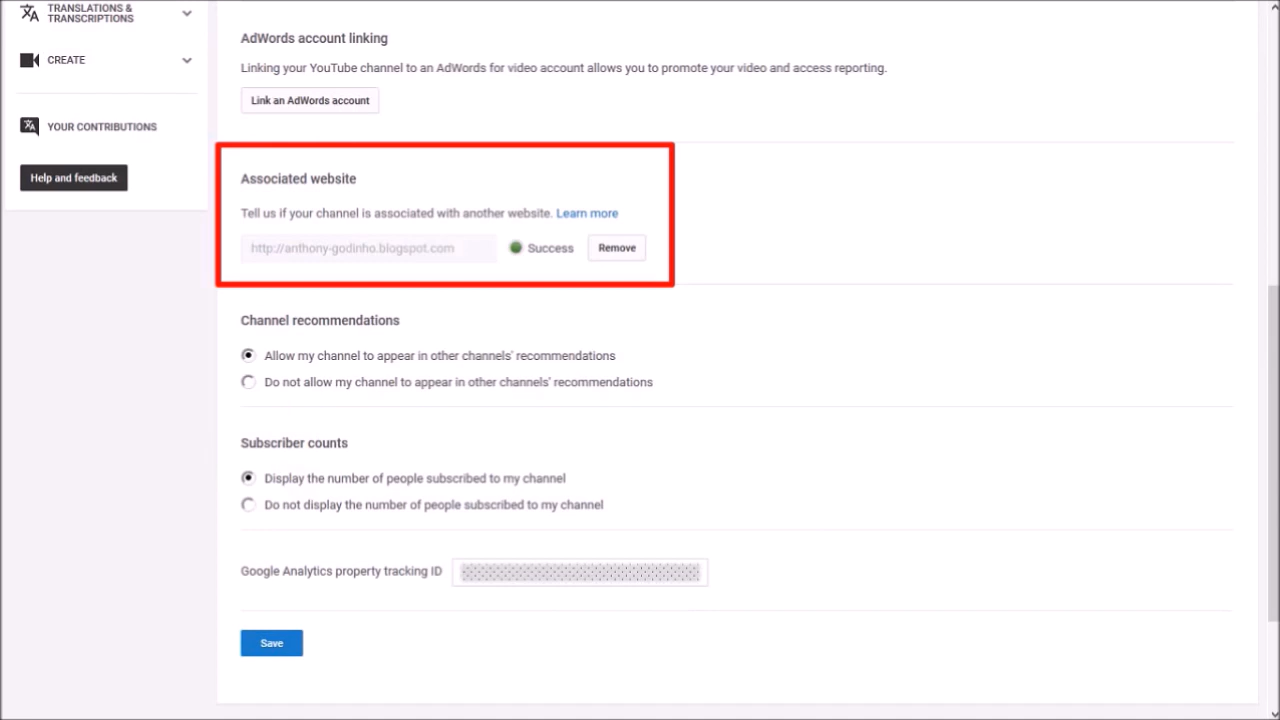 TRANSLATIONS &
TRANSCRIPTIONS
CREATE
YOUR CONTRIBUTIONS
Help and feedback
AdWords account linking
Linking your YouTube channel to an AdWords for video account allows you to promote your video and access reporting.
Link an AdWords account
Associated website
Tell us if your channel is associated with another website. Learn more
http://anthony-godinho.blogspot.com Success Remove
Channel recommendations
Allow my channel to appear in other channels' recommendations
Do not allow my channel to appear in other channels' recommendations
Subscriber counts
Display the number of people subscribed to my channel
Do not display the number of people subscribed to my channel
Google Analytics property tracking ID
Save